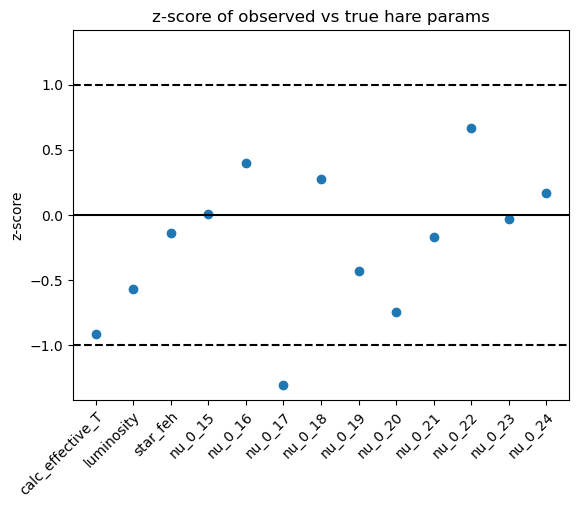 z-score of observed vs true hare params
z-score
1.0
0.5
0.0
−0.5
−1.0
calc_effective_T
luminosity
star_feh
nu_0_15
nu_0_16
nu_0_17
nu_0_18
nu_0_19
nu_0_20
nu_0_21
nu_0_22
nu_0_23
nu_0_24